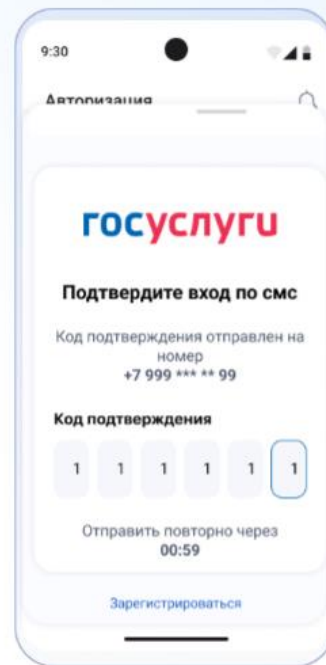 9:30
Авторизация
госуслуги
Подтвердите вход по смс
Код подтверждения отправлен на
номер
+7 999 *** ** 99
Код подтверждения
1 1 1 1 1 1
Отправить повторно через
00:59
Зарегистрироваться